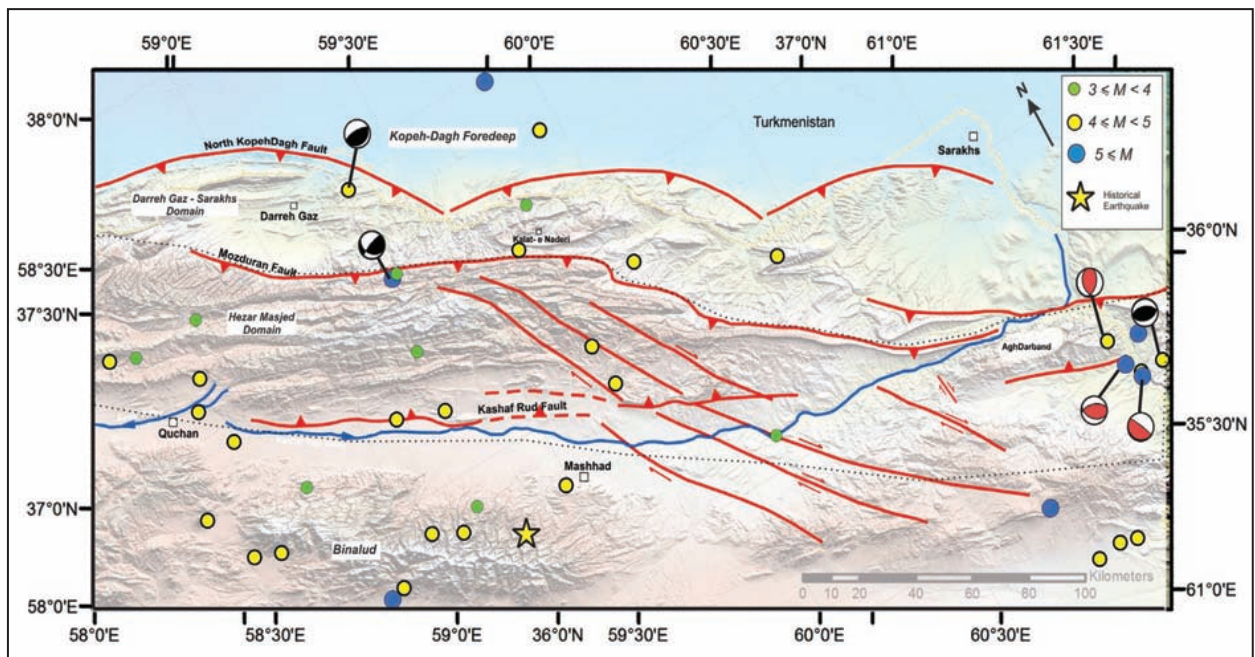 59°0'E 59°30'E 60°0'E 60°30'E 37°0'N 61°0'E 61°30'E
38°0'N
58°30'E
37°30'N
37°0'N
58°0'E
36°0'N
35°30'N
61°0'E
N
3 ≤ M < 4
4 ≤ M < 5
5 ≤ M
Historical
Earthquake
Turkmenistan
Kopeh-Dagh Foredeep
Sarakhs
North KopehDagh Fault
Darreh Gaz - Sarakhs
Domain
Darreh Gaz
Kalat- e Naderi
Mozduran Fault
Hezar Masjed
Domain
AghDarband
Kashaf Rud Fault
Quchan
Mashhad
Binalud
Kilometers
0 10 20 40 60 80 100
58°0'E 58°30'E 59°0'E 36°0'N 59°30'E 60°0'E 60°30'E